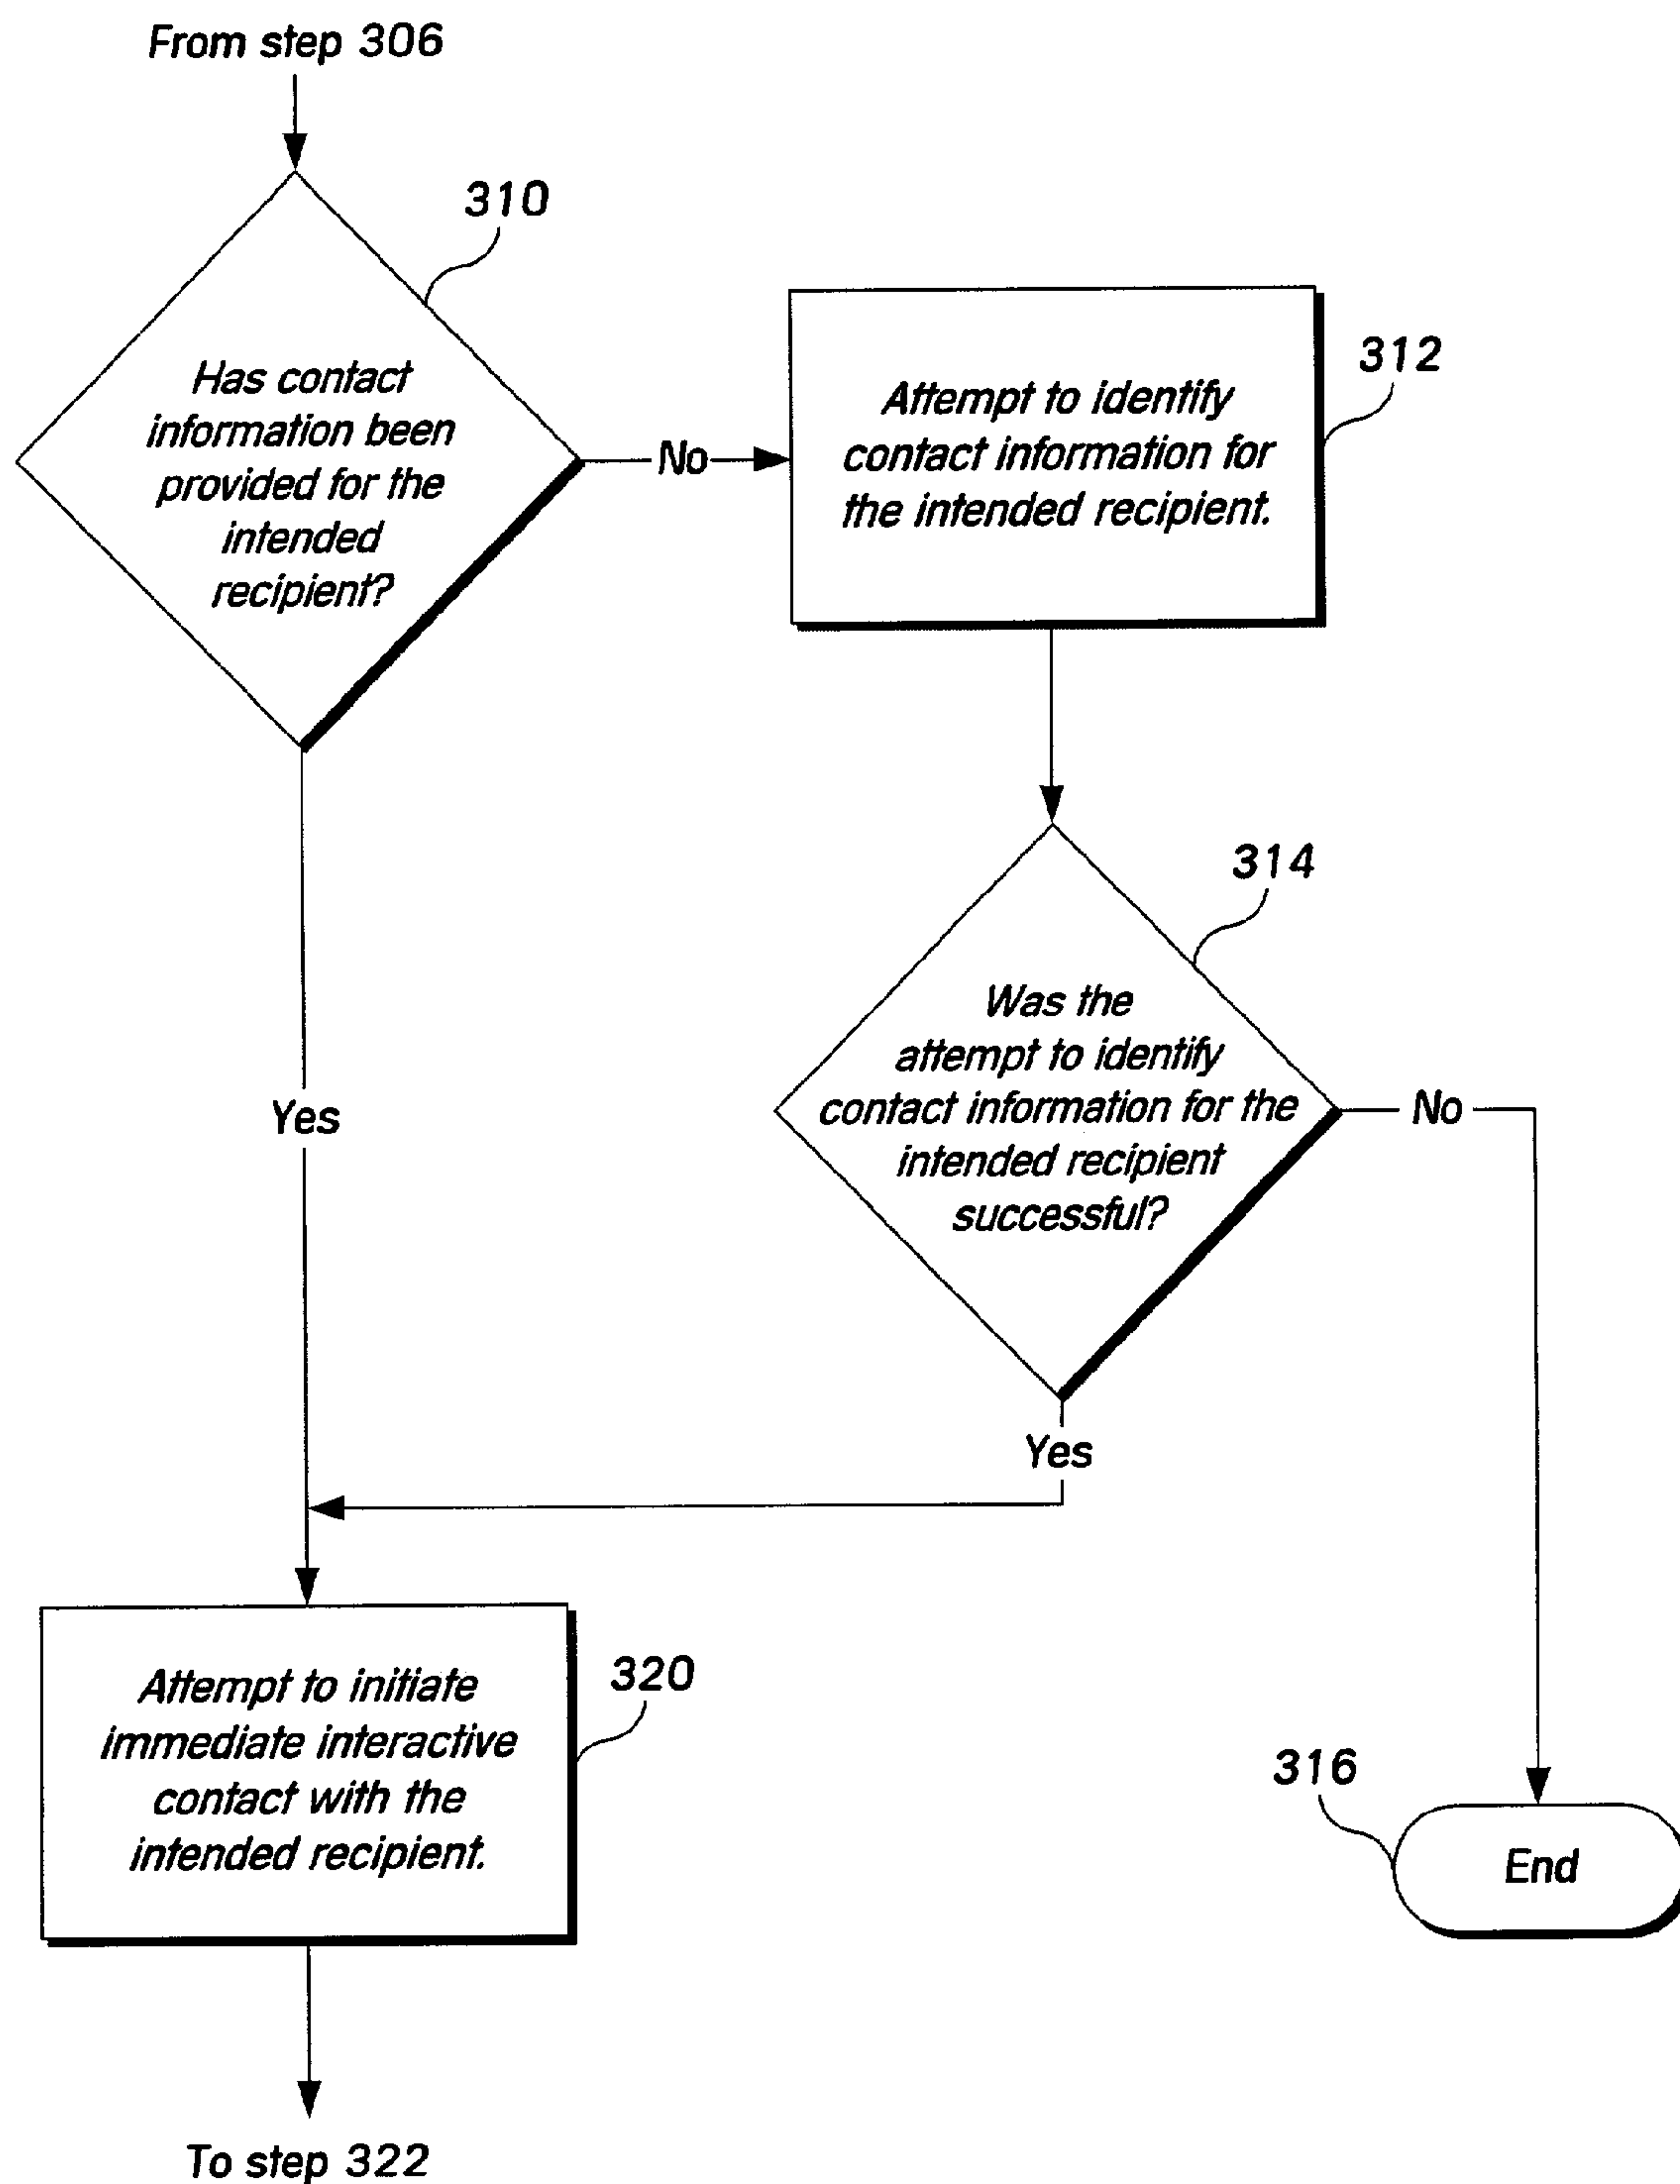 From step 306
310
Has contact
information been
provided for the
intended
recipient?
No
312
Attempt to identify
contact information for
the intended recipient.
314
Was the
attempt to identify
contact information for the
intended recipient
successful?
No
Yes
Yes
Attempt to initiate
immediate interactive
contact with the
intended recipient.
320
316
End
To step 322